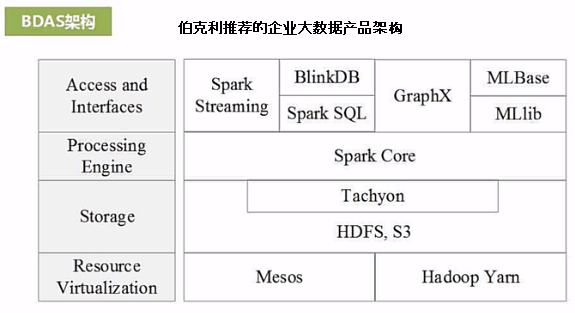 BDAS架构
伯克利推荐的企业大数据产品架构
Access and
Interfaces
Spark
Streaming
BlinkDB
Spark SQL
GraphX
MLBase
MLlib
Processing
Engine
Spark Core
Storage
Tachyon
HDFS, S3
Resource
Virtualization
Mesos
Hadoop Yarn